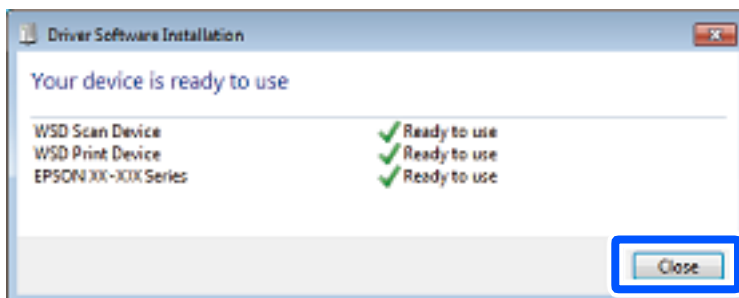 Driver Software Installation
Your device is ready to use
WSD Scan Device Ready to use
WSD Print Device Ready to use
EPSON XX-XXX Series Ready to use
Close